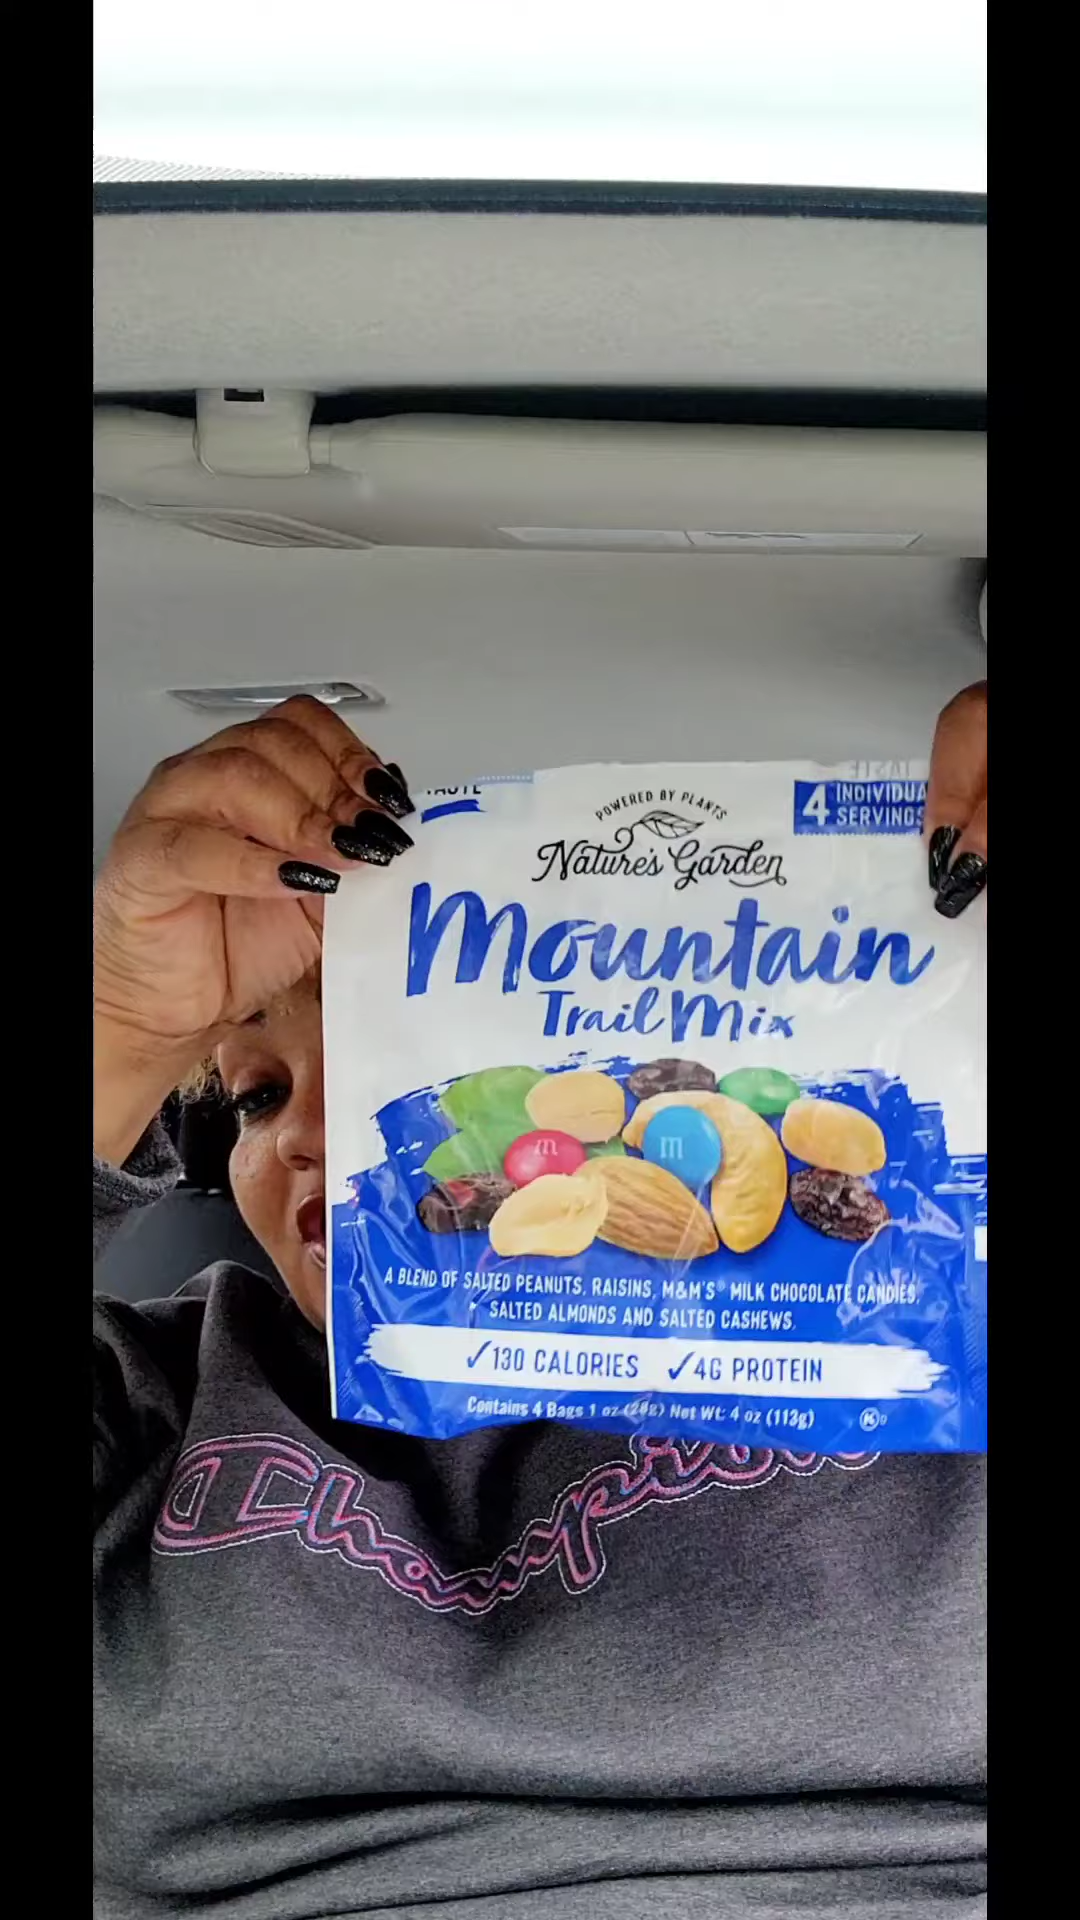 TASTE
POWERED BY PLANTS
Nature's Garden
4 INDIVIDUA
SERVINGS
Mountain
Trail Mix
m
m
A BLEND OF SALTED PEANUTS, RAISINS, M&M'S® MILK CHOCOLATE CANDIES,
SALTED ALMONDS AND SALTED CASHEWS.
✓130 CALORIES ✓4G PROTEIN
Contains 4 Bags 1 oz (28g) Net Wt: 4 oz (113g)
K D
Champion